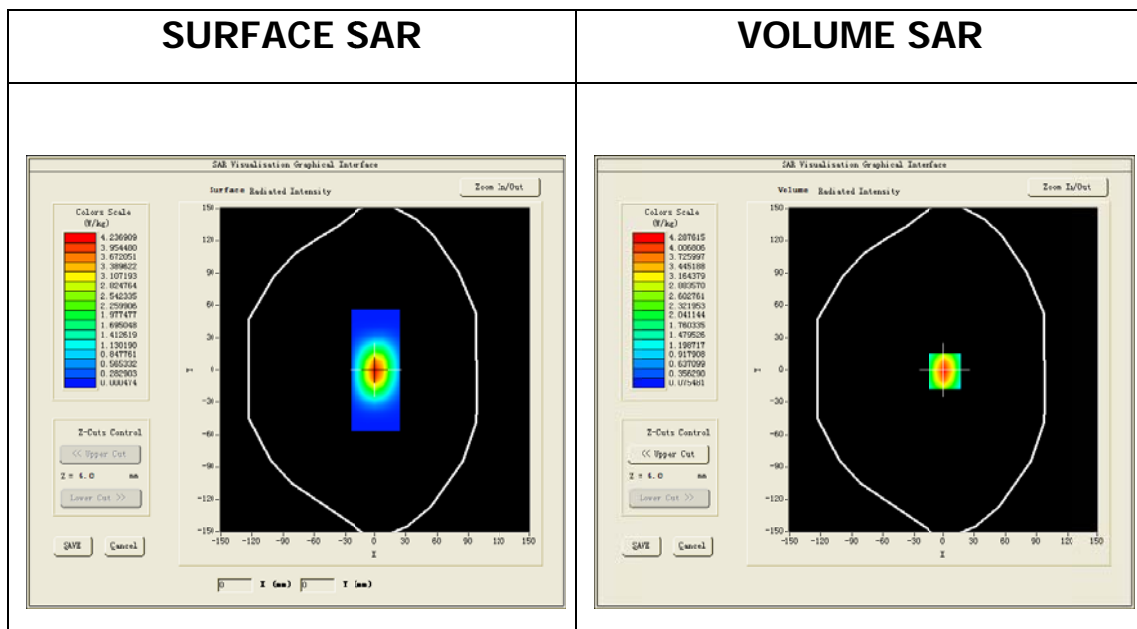 SURFACE SAR
VOLUME SAR
SAR Visualisation Graphical Interface
Surface Radiated Intensity
Zoom In/Out
Colors Scale
(W/kg)
4.236909
3.954480
3.672051
3.389622
3.107193
2.824764
2.542335
2.259906
1.977477
1.695048
1.412619
1.130190
0.847761
0.565332
0.282903
0.000474
Z-Cuts Control
<< Upper Cut
Z = 4.0 mm
Lower Cut >>
SAVE Cancel
150
120
90
60
30
Y 0
-30
-60
-90
-120
-150
-150 -120 -90 -60 -30 0 30 60 90 120 150
X
0 X (mm) 0 Y (mm)
SAR Visualisation Graphical Interface
Volume Radiated Intensity
Zoom In/Out
Colors Scale
(W/kg)
4.287615
4.006806
3.725997
3.445188
3.164379
2.883570
2.602761
2.321953
2.041144
1.760335
1.479526
1.198717
0.917908
0.637099
0.356290
0.075481
Z-Cuts Control
<< Upper Cut
Z = 4.0 mm
Lower Cut >>
SAVE Cancel
150
120
90
60
30
Y 0
-30
-60
-90
-120
-150
-150 -120 -90 -60 -30 0 30 60 90 120 150
X